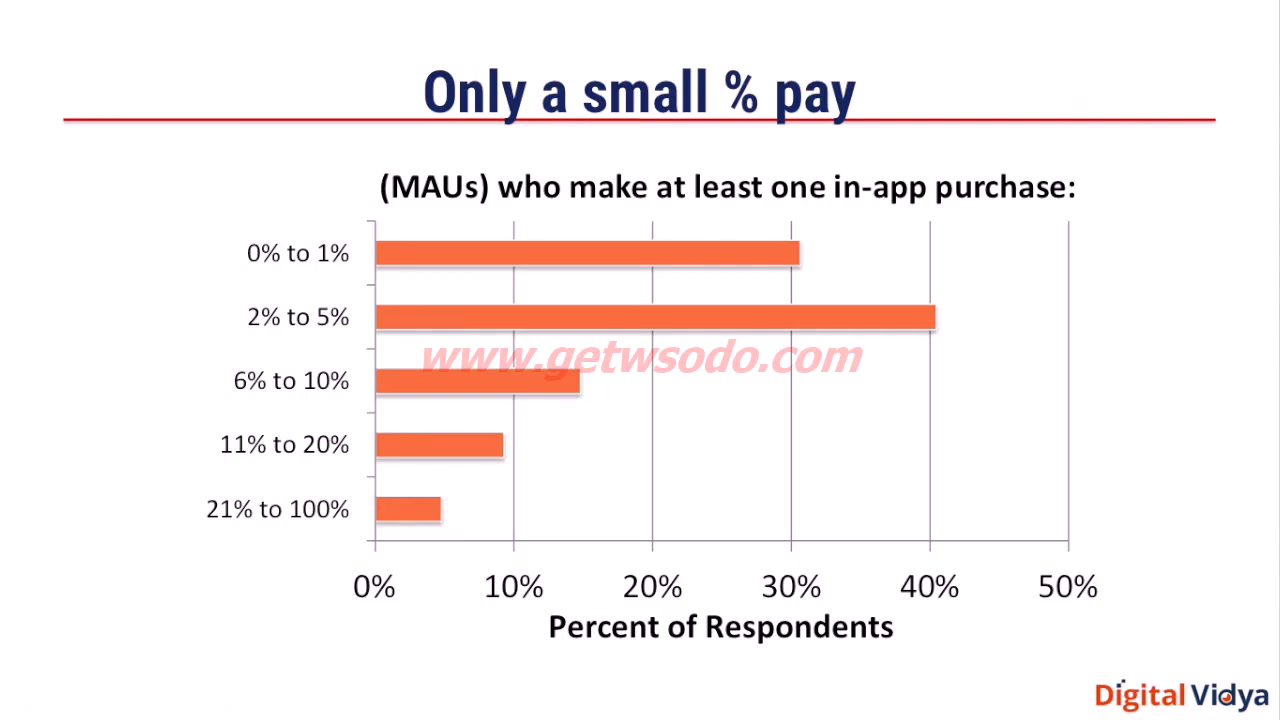 Only a small % pay
(MAUs) who make at least one in-app purchase:
0% to 1%
2% to 5%
www.getwsodo.com
6% to 10%
11% to 20%
21% to 100%
0% 10% 20% 30% 40% 50%
Percent of Respondents
Digital Vidya